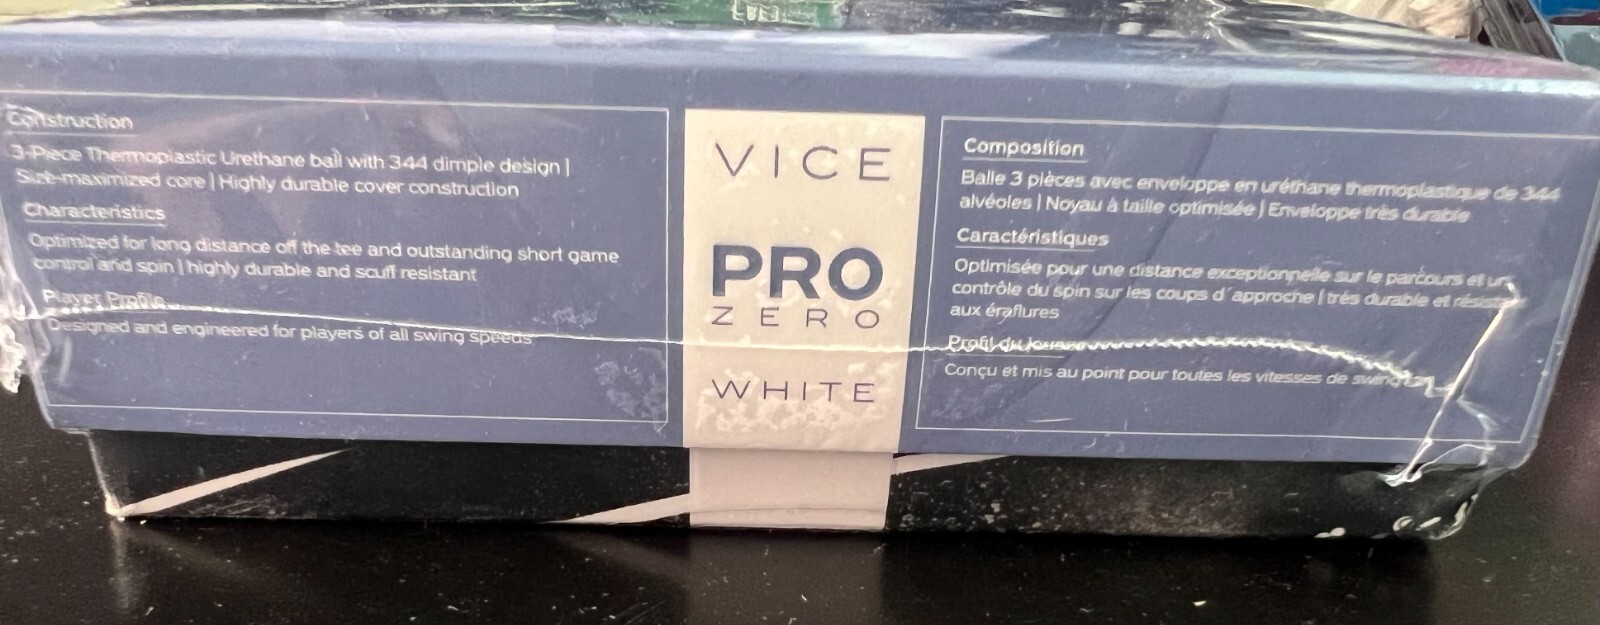 Construction
3-Piece Thermoplastic Urethane ball with 344 dimple design |
Size-maximized core | Highly durable cover construction
Characteristics
Optimized for long distance off the tee and outstanding short game
control and spin | highly durable and scuff resistant
Player Profile
Designed and engineered for players of all swing speeds
VICE
PRO
ZERO
WHITE
Composition
Balle 3 pièces avec enveloppe en uréthane thermoplastique de 344
alvéoles | Noyau à taille optimisée | Enveloppe très durable
Caractéristiques
Optimisée pour une distance exceptionnelle sur le parcours et un
contrôle du spin sur les coups d'approche | très durable et
aux éraflures
Profil du
Conçu et mis au point pour toutes les vitesses de swing